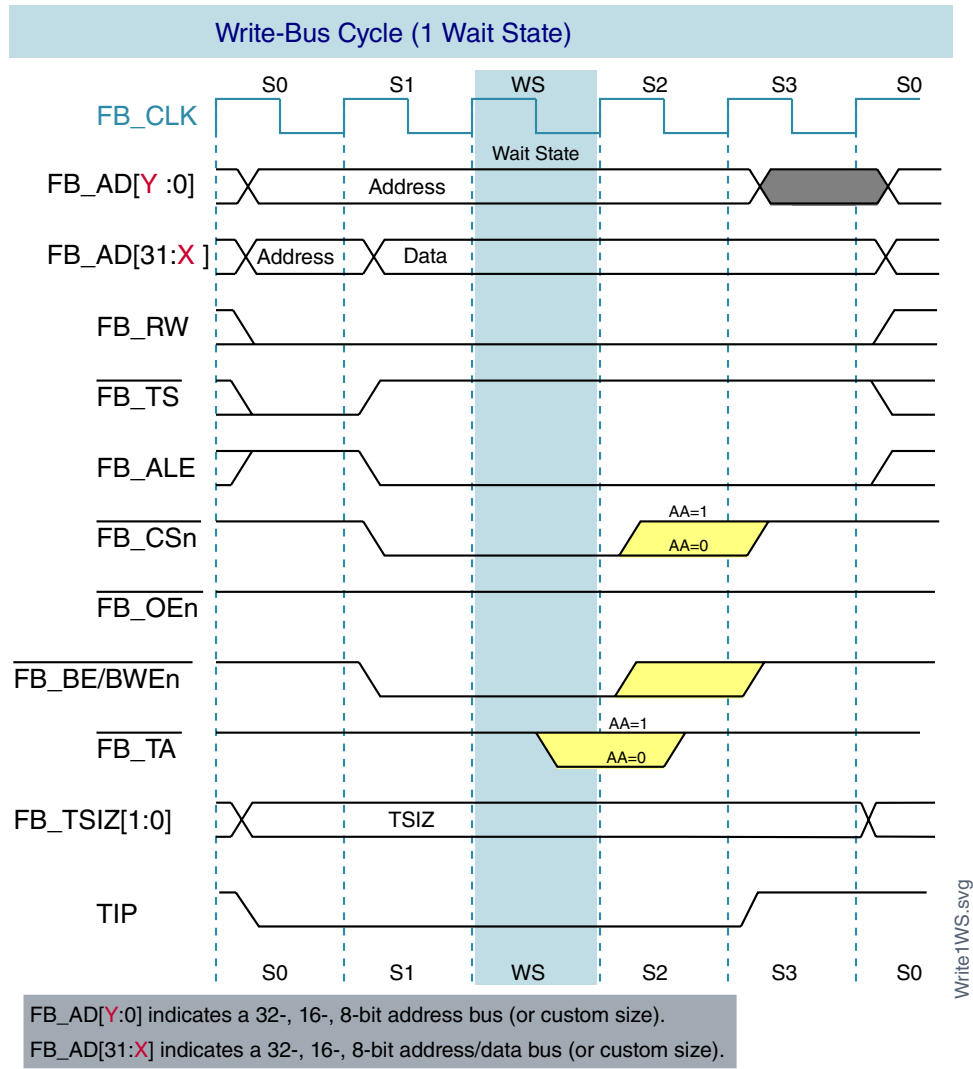 Write-Bus Cycle (1 Wait State)
S0 S1 WS S2 S3 S0
FB_CLK
Wait State
FB_AD[Y :0] Address
FB_AD[31:X ] Address Data
FB_RW
FB_TS
FB_ALE
AA=1
FB_CSn AA=0
FB_OEn
FB_BE/BWEn
AA=1
FB_TA AA=0
FB_TSIZ[1:0] TSIZ
TIP
S0 S1 WS S2 S3 S0
Write1WS.svg
FB_AD[Y:0] indicates a 32-, 16-, 8-bit address bus (or custom size).
FB_AD[31:X] indicates a 32-, 16-, 8-bit address/data bus (or custom size).